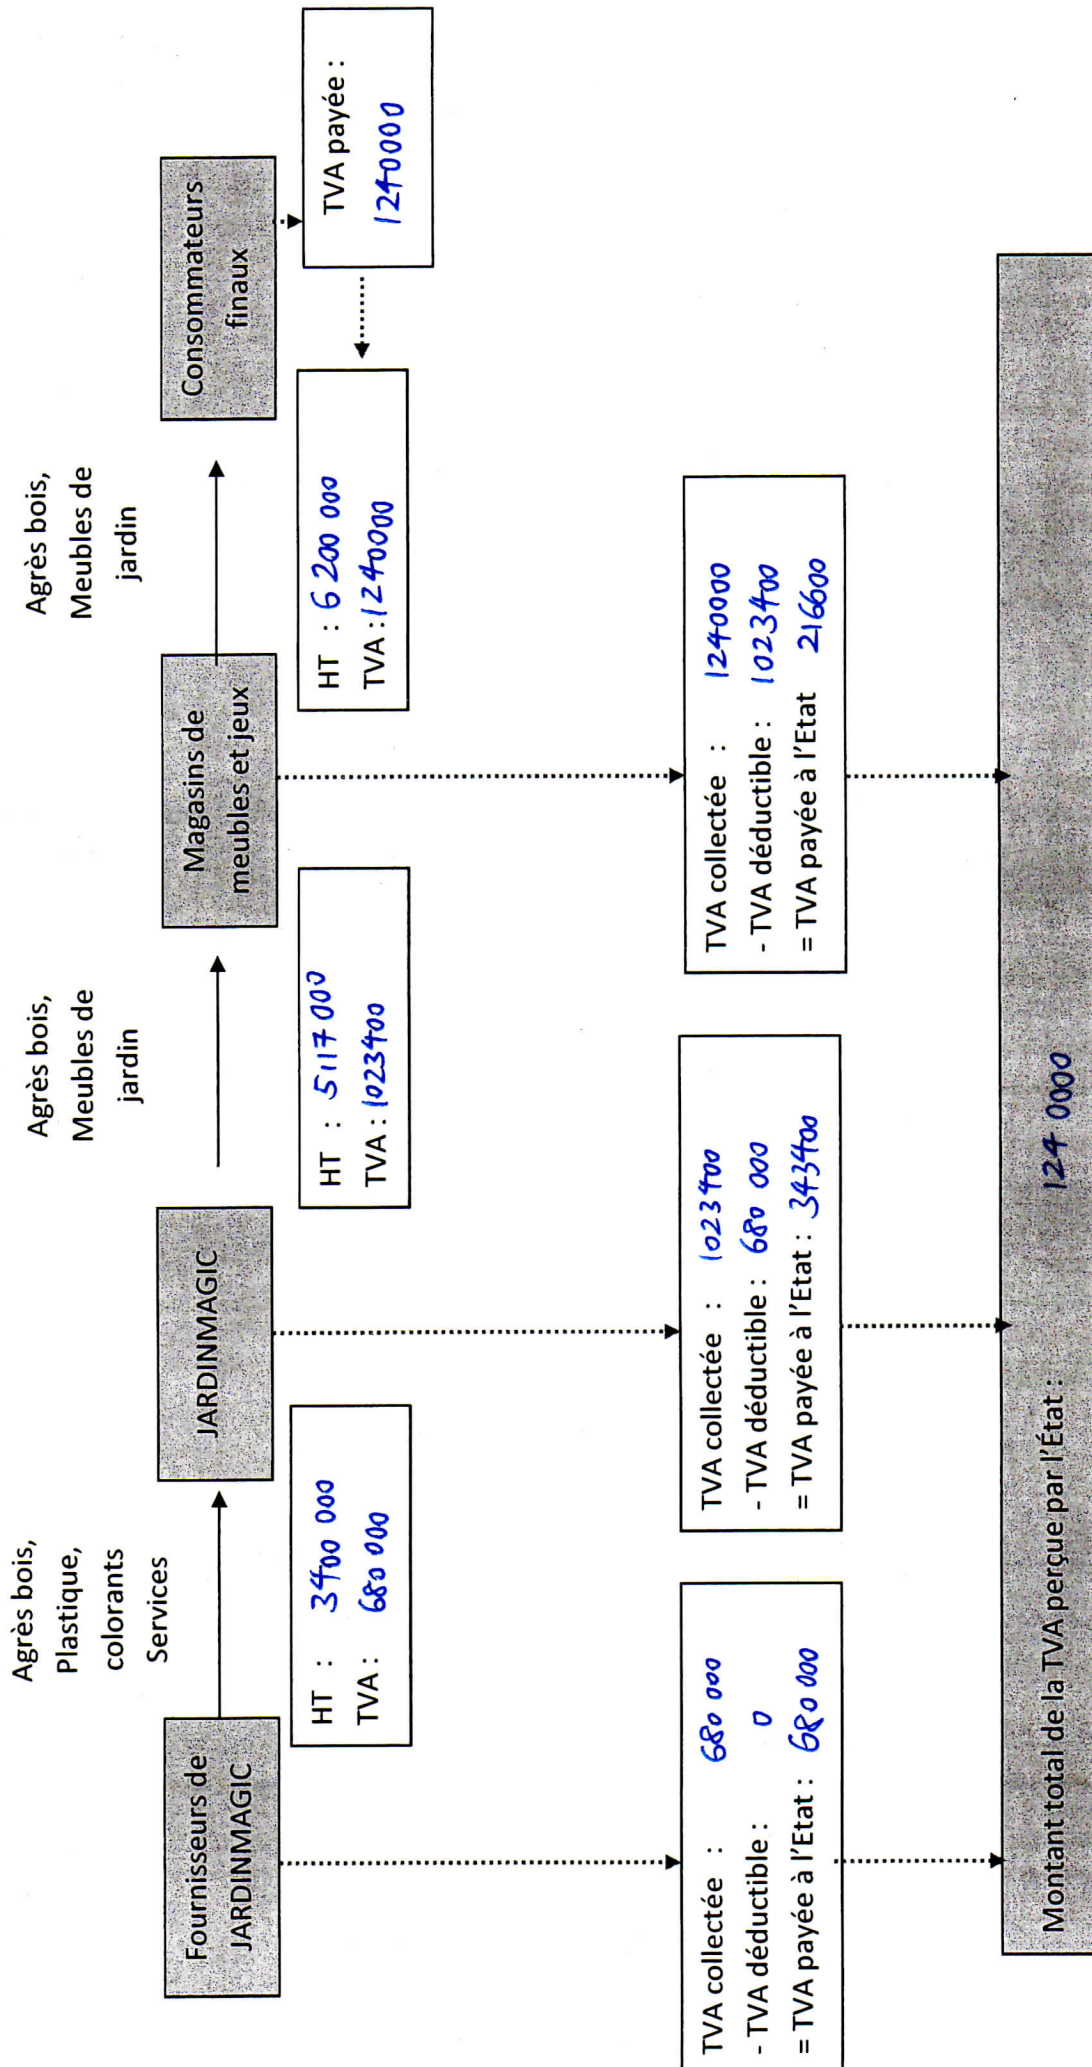 Agrès bois,
Plastique,
colorants
Services
Agrès bois,
Meubles de
jardin
Agrès bois,
Meubles de
jardin
Fournisseurs de
JARDINMAGIC
JARDINMAGIC
Magasins de
meubles et jeux
Consommateurs
finaux
HT : 3400 000
TVA : 680 000
HT : 5117 000
TVA : 1023400
HT : 6 200 000
TVA : 1240000
TVA payée :
1240000
TVA collectée : 680 000
- TVA déductible : 0
= TVA payée à l'Etat : 680 000
TVA collectée : 1023400
- TVA déductible : 680 000
= TVA payée à l'Etat : 343400
TVA collectée : 1240000
- TVA déductible : 1023400
= TVA payée à l'Etat 216600
Montant total de la TVA perçue par l'État : 124 0000